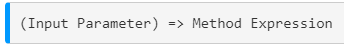 (Input Parameter) => Method Expression